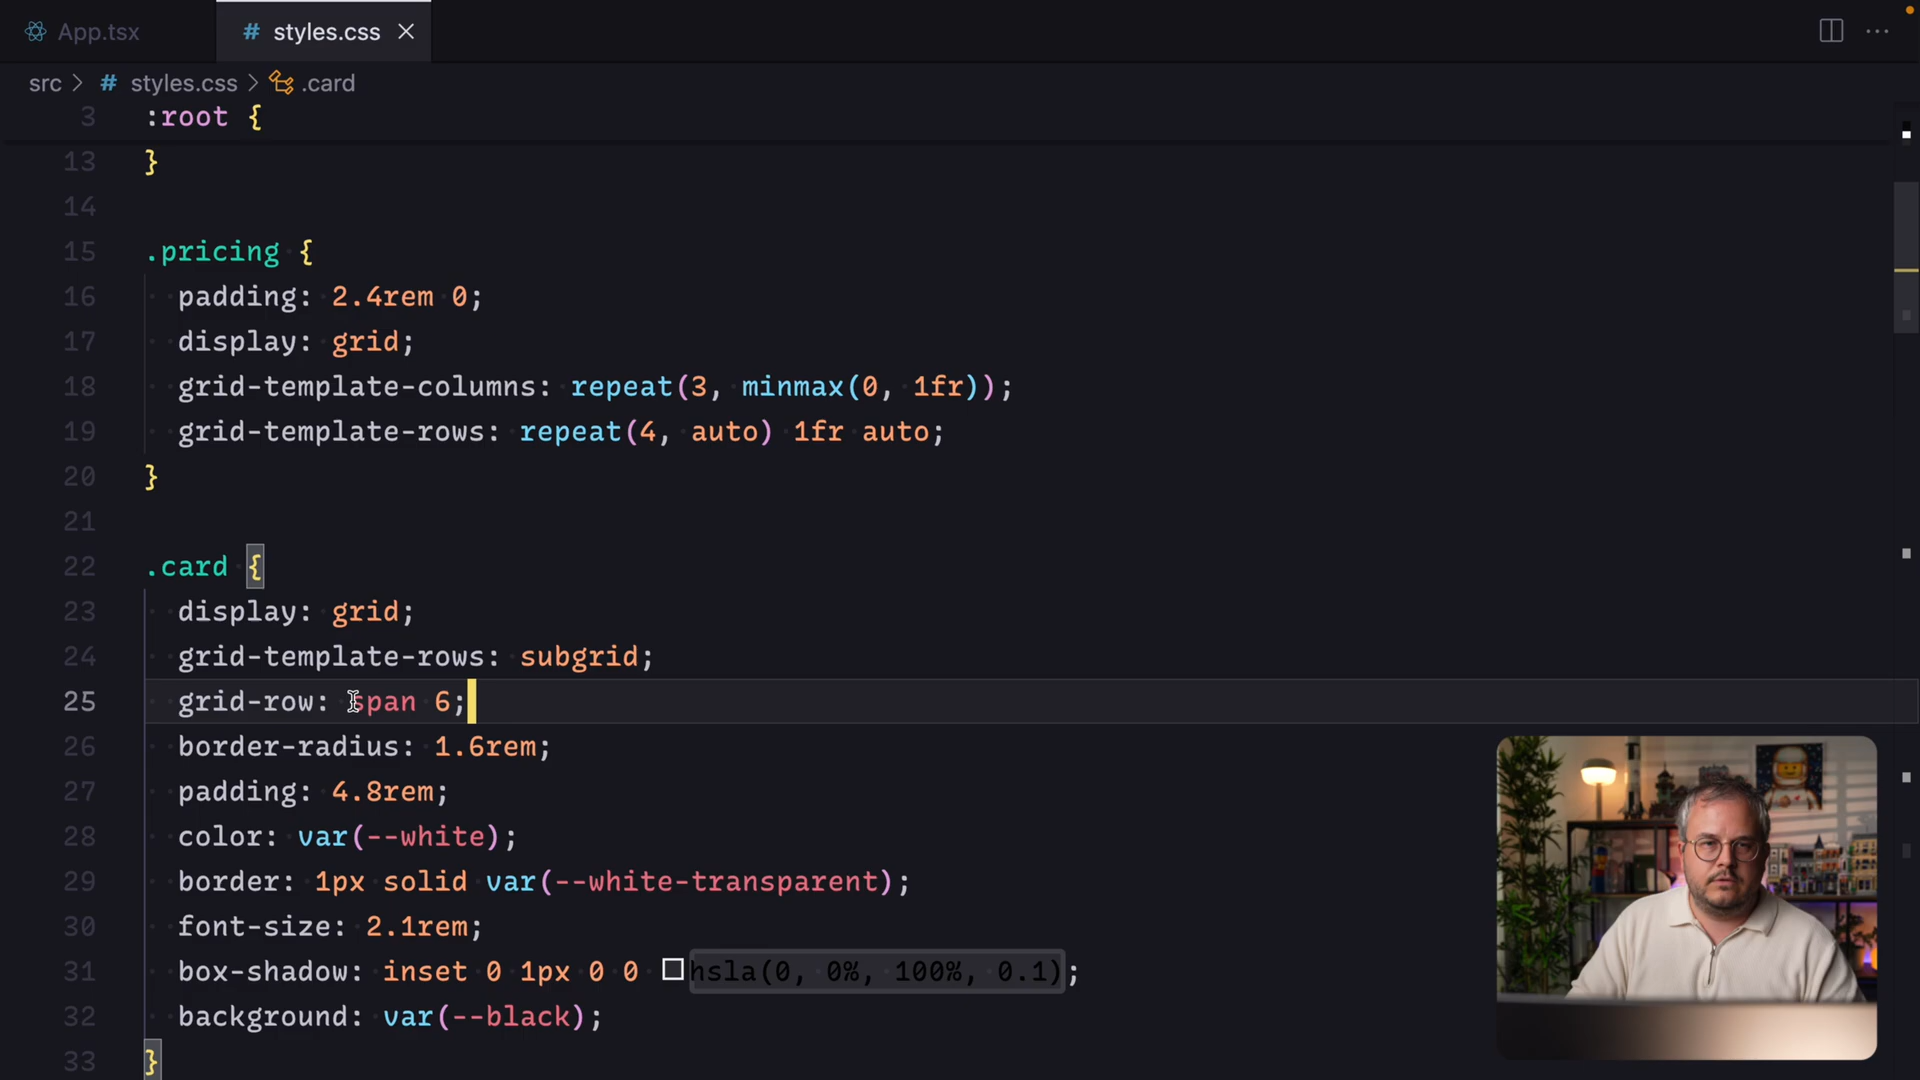 App.tsx
# styles.css
src > # styles.css > .card
3 :root {
13 }
14
15 .pricing {
16 padding: 2.4rem 0;
17 display: grid;
18 grid-template-columns: repeat(3, minmax(0, 1fr));
19 grid-template-rows: repeat(4, auto) 1fr auto;
20 }
21
22 .card {
23 display: grid;
24 grid-template-rows: subgrid;
25 grid-row: span 6;
26 border-radius: 1.6rem;
27 padding: 4.8rem;
28 color: var(--white);
29 border: 1px solid var(--white-transparent);
30 font-size: 2.1rem;
31 box-shadow: inset 0 1px 0 0 hsla(0, 0%, 100%, 0.1);
32 background: var(--black);
33 }